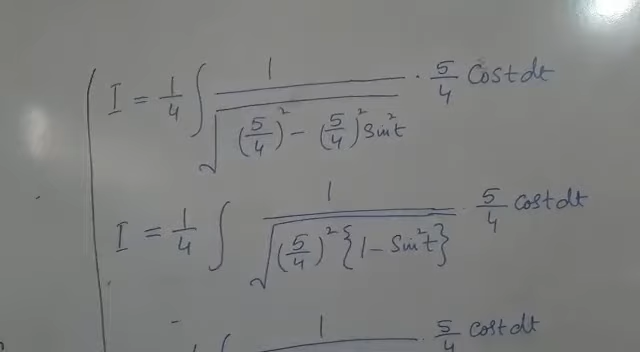 I = 1/4 ∫ 1/√((5/4)² − (5/4)² Sin²t) · 5/4 Cost dt
I = 1/4 ∫ 1/√((5/4)² {1 − Sin²t}) · 5/4 cost dt
1 · 5/4 cost dt